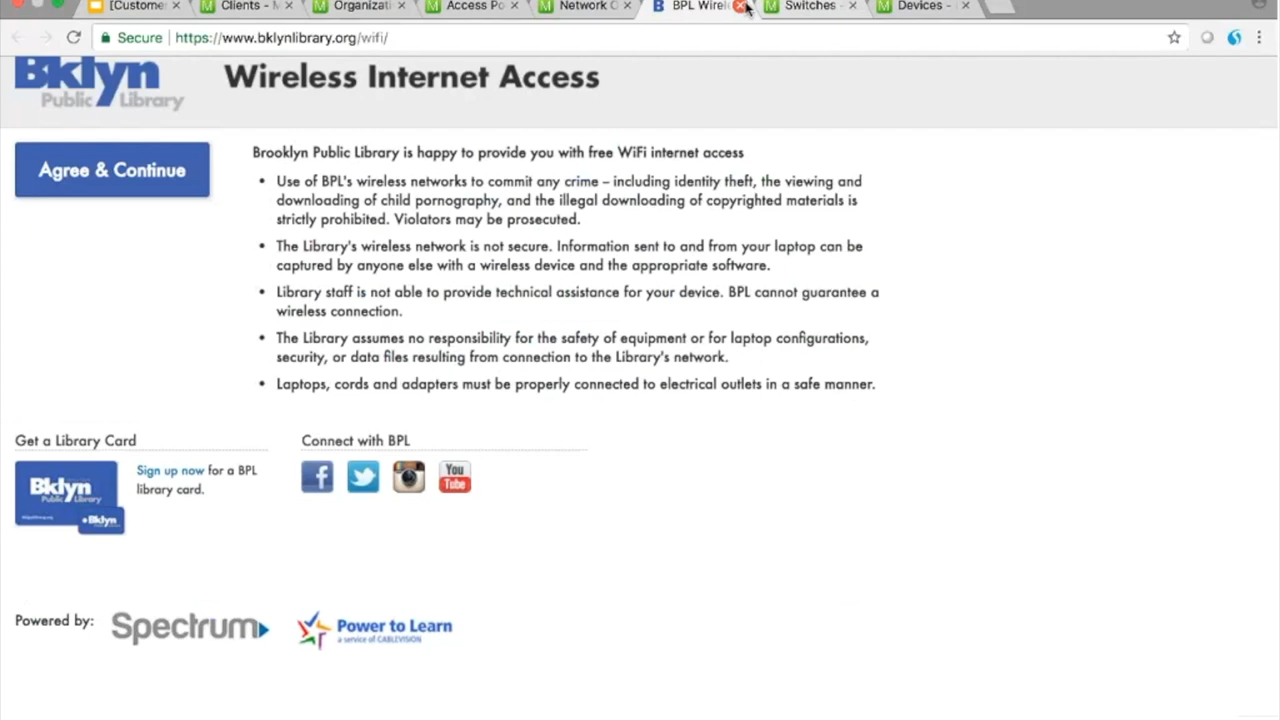 [Custome
Clients - M
Organizati
Access Po
Network O
BPL Wirel
Switches -
Devices -
Secure
https://www.bklynlibrary.org/wifi/
Bklyn
Public Library
Wireless Internet Access
Agree & Continue
Brooklyn Public Library is happy to provide you with free WiFi internet access
• Use of BPL's wireless networks to commit any crime – including identity theft, the viewing and
downloading of child pornography, and the illegal downloading of copyrighted materials is
strictly prohibited. Violators may be prosecuted.
• The Library's wireless network is not secure. Information sent to and from your laptop can be
captured by anyone else with a wireless device and the appropriate software.
• Library staff is not able to provide technical assistance for your device. BPL cannot guarantee a
wireless connection.
• The Library assumes no responsibility for the safety of equipment or for laptop configurations,
security, or data files resulting from connection to the Library's network.
• Laptops, cords and adapters must be properly connected to electrical outlets in a safe manner.
Get a Library Card
Connect with BPL
Bklyn
Public Library
Bklyn
Sign up now for a BPL
library card.
You
Tube
Powered by:
Spectrum
Power to Learn
a service of CABLEVISION